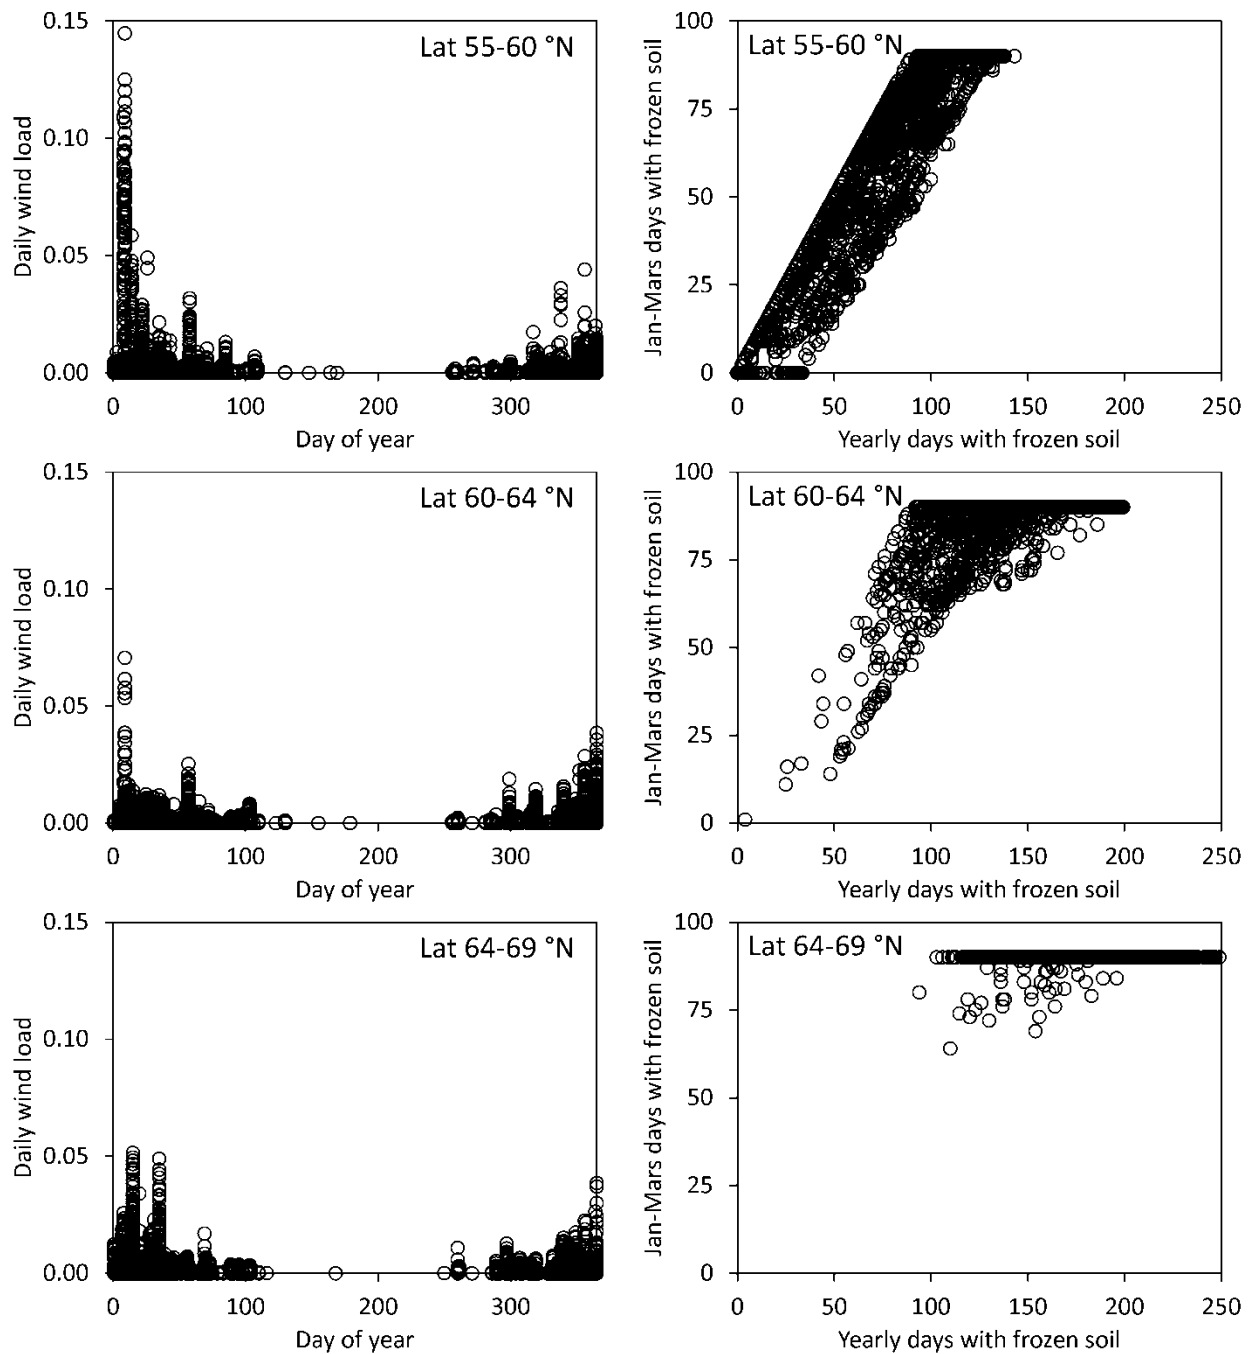 0.15
Lat 55-60 °N
0.10
0.05
0.00
Daily wind load
0 100 200 300
Day of year
100
Lat 55-60 °N
75
50
25
0
Jan-Mars days with frozen soil
0 50 100 150 200 250
Yearly days with frozen soil
0.15
Lat 60-64 °N
0.10
0.05
0.00
Daily wind load
0 100 200 300
Day of year
100
Lat 60-64 °N
75
50
25
0
Jan-Mars days with frozen soil
0 50 100 150 200 250
Yearly days with frozen soil
0.15
Lat 64-69 °N
0.10
0.05
0.00
Daily wind load
0 100 200 300
Day of year
100
Lat 64-69 °N
75
50
25
0
Jan-Mars days with frozen soil
0 50 100 150 200 250
Yearly days with frozen soil